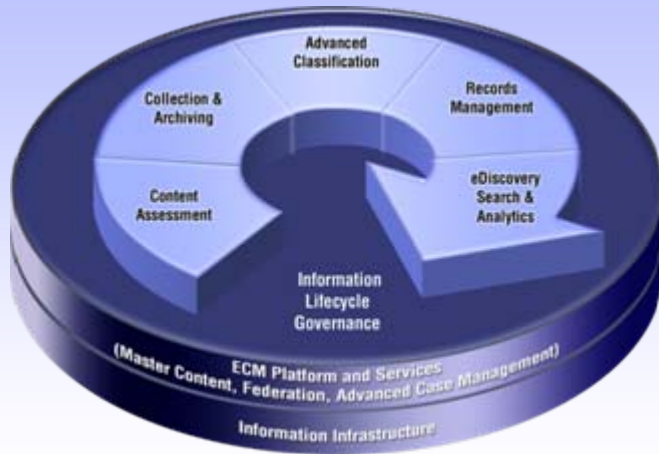 Advanced
Classification
Collection &
Archiving
Records
Management
Content
Assessment
eDiscovery
Search &
Analytics
Information
Lifecycle
Governance
ECM Platform and Services
(Master Content, Federation, Advanced Case Management)
Information Infrastructure